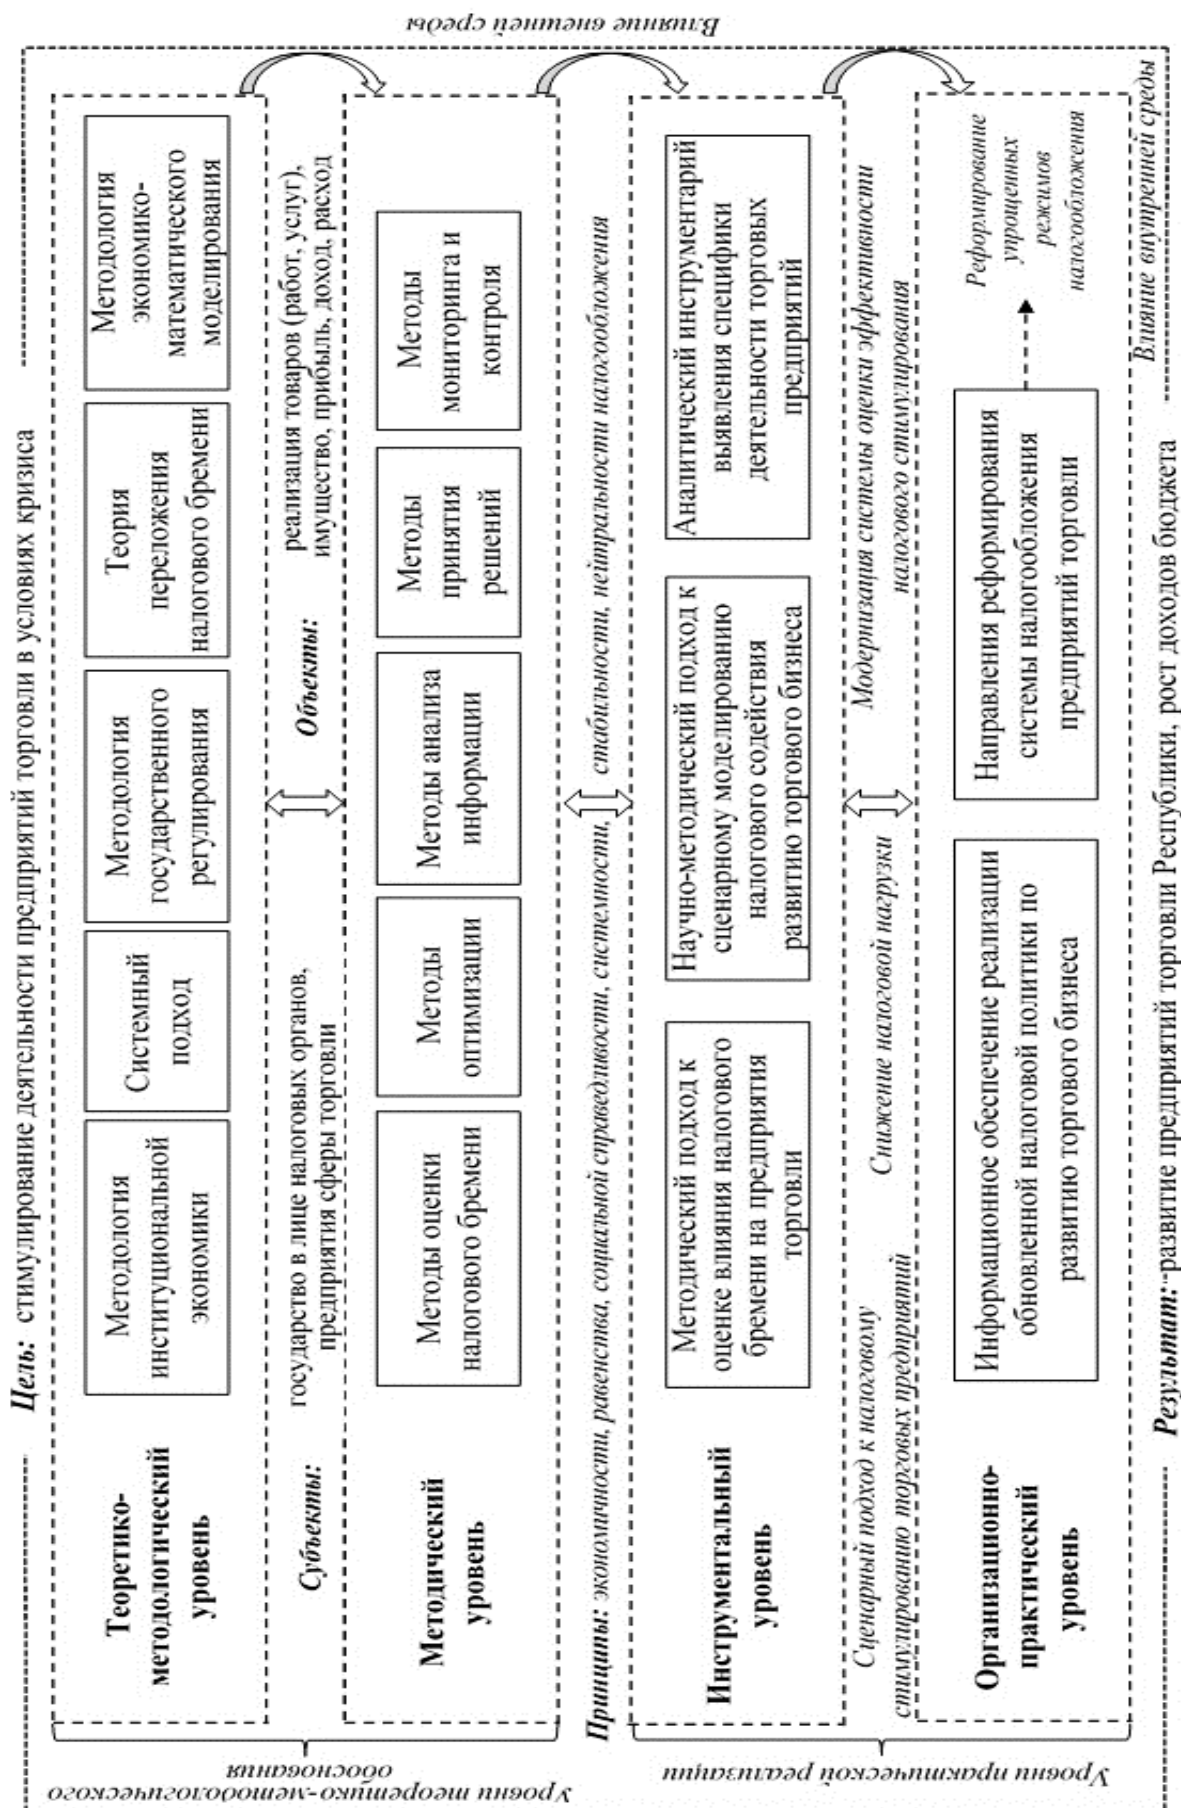 Цель: стимулирование деятельности предприятий торговли в условиях кризиса
Уровни теоретико-методологического
обоснования
Теоретико-
методологический
уровень
Методология
институциональной
экономики
Системный
подход
Методология
государственного
регулирования
Теория
переложения
налогового бремени
Методология
экономико-
математического
моделирования
Субъекты:
государство в лице налоговых органов,
предприятия сферы торговли
Объекты:
реализация товаров (работ, услуг),
имущество, прибыль, доход, расход
Методический
уровень
Методы оценки
налогового бремени
Методы
оптимизации
Методы анализа
информации
Методы
принятия
решений
Методы
мониторинга и
контроля
Принципы: экономичности, равенства, социальной справедливости, системности, стабильности, нейтральности налогообложения
Уровни практической реализации
Инструментальный
уровень
Методический подход к
оценке влияния налогового
бремени на предприятия
торговли
Научно-методический подход к
сценарному моделированию
налогового содействия
развитию торгового бизнеса
Аналитический инструментарий
выявления специфики
деятельности торговых
предприятий
Сценарный подход к налоговому
стимулированию торговых предприятий
Снижение налоговой нагрузки
Модернизация системы оценки эффективности
налогового стимулирования
Организационно-
практический
уровень
Информационное обеспечение реализации
обновленной налоговой политики по
развитию торгового бизнеса
Направления реформирования
системы налогообложения
предприятий торговли
Реформирование
упрощенных
режимов
налогообложения
Влияние внешней среды
Влияние внутренней среды
Результат: развитие предприятий торговли Республики, рост доходов бюджета